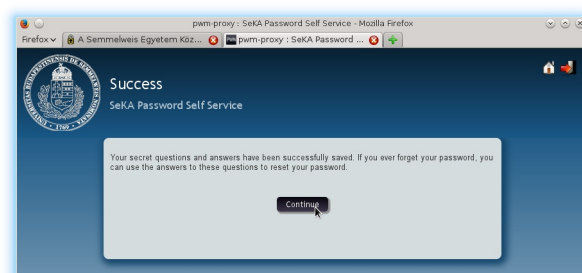 pwm-proxy : SeKA Password Self Service - Mozilla Firefox
Firefox
A Semmelweis Egyetem Köz...
pwm-proxy : SeKA Password ...
Success
SeKA Password Self Service
1769
Your secret questions and answers have been successfully saved. If you ever forget your password, you
can use the answers to these questions to reset your password.
Continue